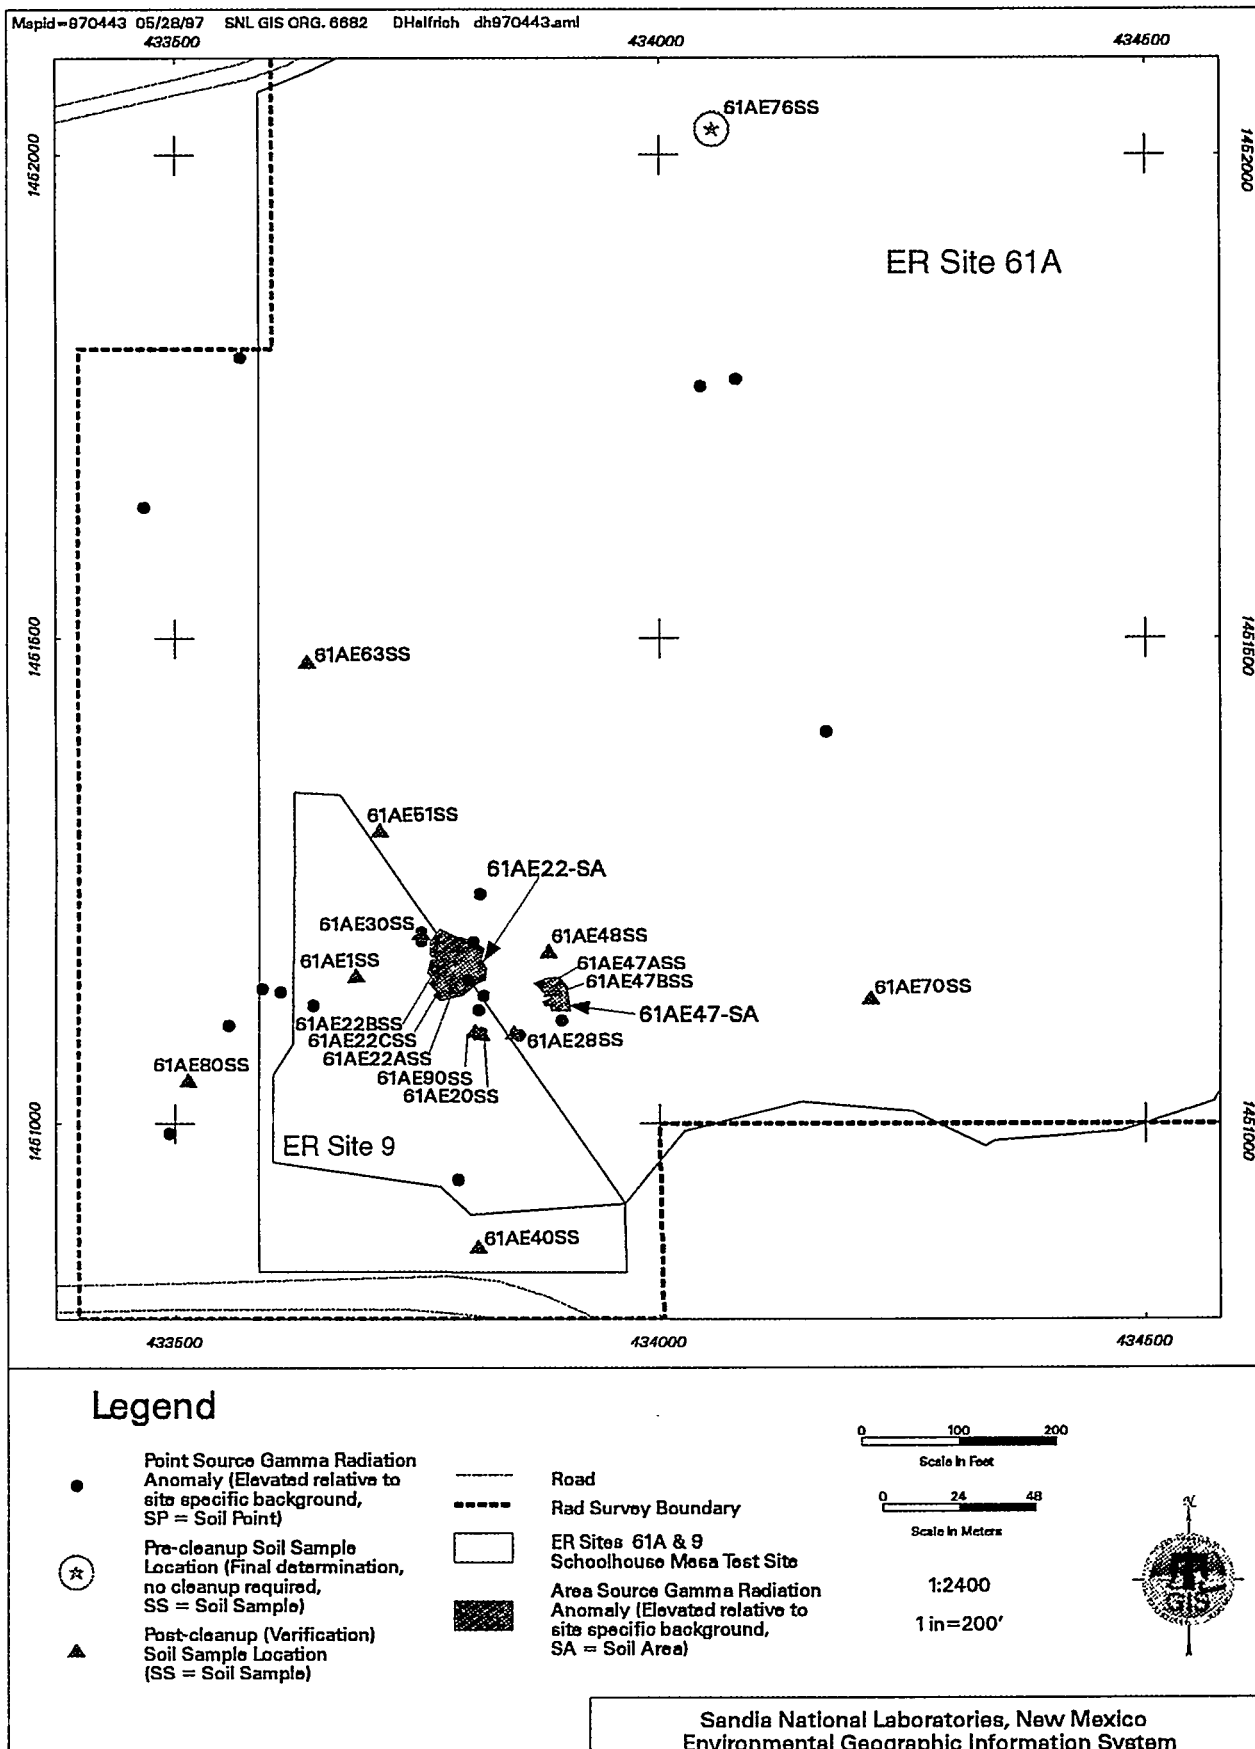 Mapid=970443 05/28/97 SNL GIS ORG. 6682 DHelfrich dh970443.aml
433500 434000 434500
61AE76SS
1452000 1452000
ER Site 61A
1451500 1451500
61AE63SS
61AE51SS
61AE22-SA
61AE30SS
61AE48SS
61AE1SS
61AE47ASS
61AE47BSS
61AE70SS
61AE47-SA
61AE22BSS
61AE22CSS
61AE28SS
61AE22ASS
61AE80SS
61AE90SS
61AE20SS
1451000 1451000
ER Site 9
61AE40SS
433500 434000 434500
Legend
Point Source Gamma Radiation
Anomaly (Elevated relative to
site specific background,
SP = Soil Point)
Pre-cleanup Soil Sample
Location (Final determination,
no cleanup required,
SS = Soil Sample)
Post-cleanup (Verification)
Soil Sample Location
(SS = Soil Sample)
Road
Rad Survey Boundary
ER Sites 61A & 9
Schoolhouse Mesa Test Site
Area Source Gamma Radiation
Anomaly (Elevated relative to
site specific background,
SA = Soil Area)
0 100 200
Scale in Feet
0 24 48
Scale in Meters
1:2400
1 in=200'
N
GIS
Sandia National Laboratories, New Mexico
Environmental Geographic Information System